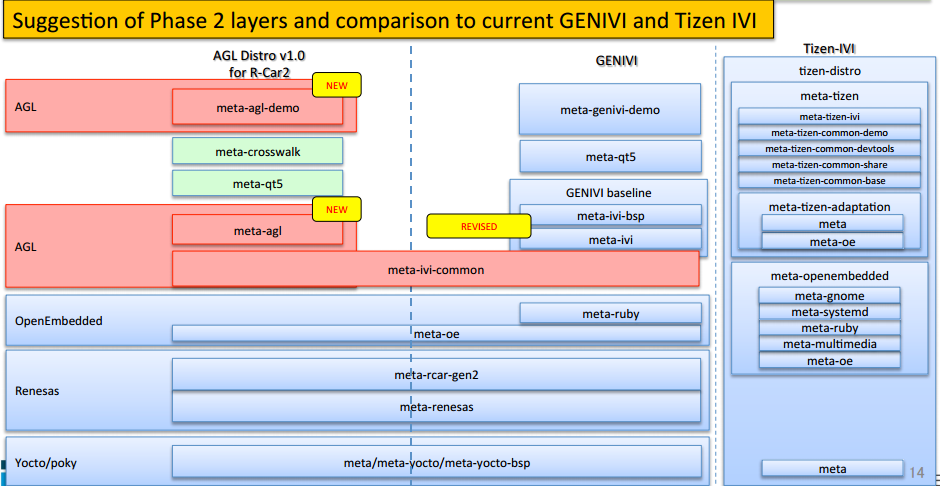 Suggestion of Phase 2 layers and comparison to current GENIVI and Tizen IVI
AGL Distro v1.0
for R-Car2
GENIVI
Tizen-IVI
AGL
NEW
meta-agl-demo
meta-crosswalk
meta-qt5
AGL
NEW
meta-agl
meta-ivi-common
meta-genivi-demo
meta-qt5
GENIVI baseline
meta-ivi-bsp
REVISED
meta-ivi
OpenEmbedded
meta-ruby
meta-oe
Renesas
meta-rcar-gen2
meta-renesas
Yocto/poky
meta/meta-yocto/meta-yocto-bsp
tizen-distro
meta-tizen
meta-tizen-ivi
meta-tizen-common-demo
meta-tizen-common-devtools
meta-tizen-common-share
meta-tizen-common-base
meta-tizen-adaptation
meta
meta-oe
meta-openembedded
meta-gnome
meta-systemd
meta-ruby
meta-multimedia
meta-oe
meta
14